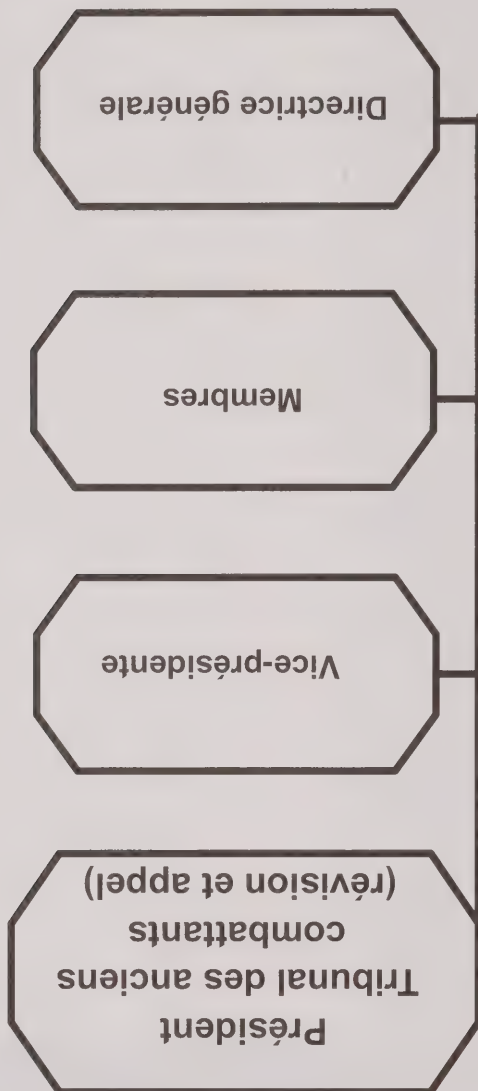 Président
Tribunal des anciens
combattants
(révision et appel)
Vice-présidente
Membres
Directrice générale